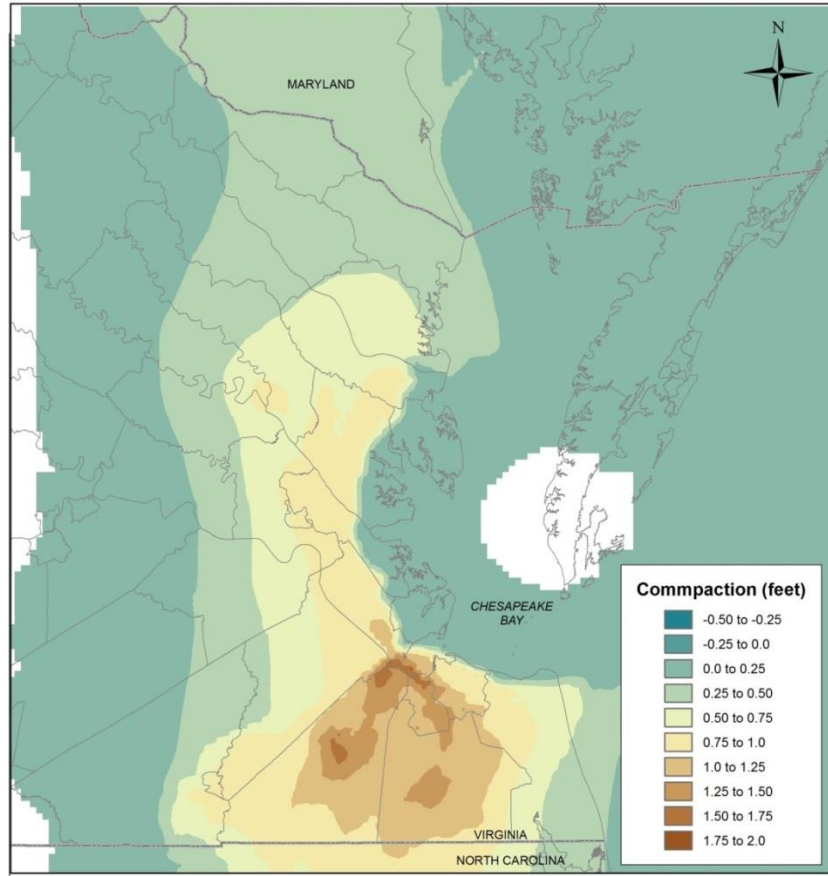 N
MARYLAND
CHESAPEAKE
BAY
Commpaction (feet)
-0.50 to -0.25
-0.25 to 0.0
0.0 to 0.25
0.25 to 0.50
0.50 to 0.75
0.75 to 1.0
1.0 to 1.25
1.25 to 1.50
1.50 to 1.75
1.75 to 2.0
VIRGINIA
NORTH CAROLINA